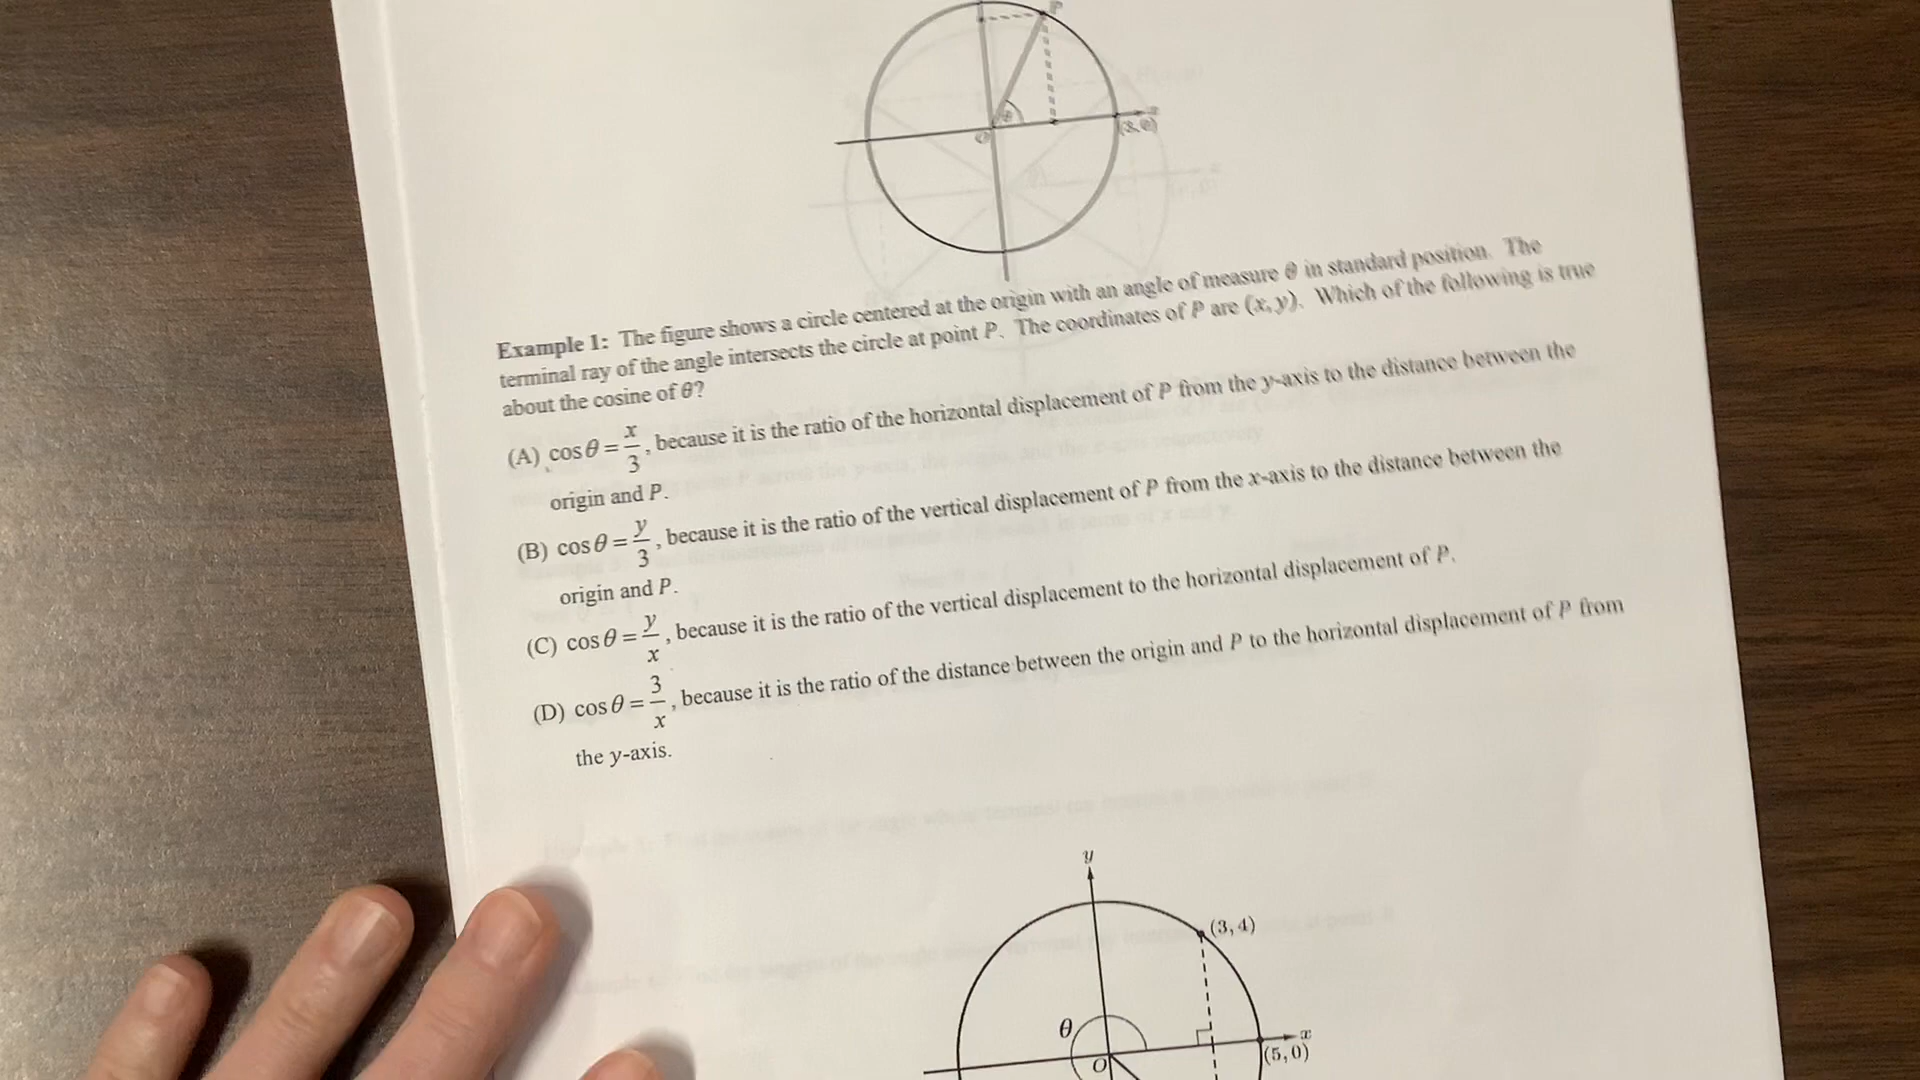 P
θ
O
x
(3, 0)
Example 1: The figure shows a circle centered at the origin with an angle of measure θ in standard position. The
terminal ray of the angle intersects the circle at point P. The coordinates of P are (x, y). Which of the following is true
about the cosine of θ?
(A) cos θ = x/3, because it is the ratio of the horizontal displacement of P from the y-axis to the distance between the
origin and P.
(B) cos θ = y/3, because it is the ratio of the vertical displacement of P from the x-axis to the distance between the
origin and P.
(C) cos θ = y/x, because it is the ratio of the vertical displacement to the horizontal displacement of P.
(D) cos θ = 3/x, because it is the ratio of the distance between the origin and P to the horizontal displacement of P from
the y-axis.
y
(3, 4)
θ
x
O
(5, 0)